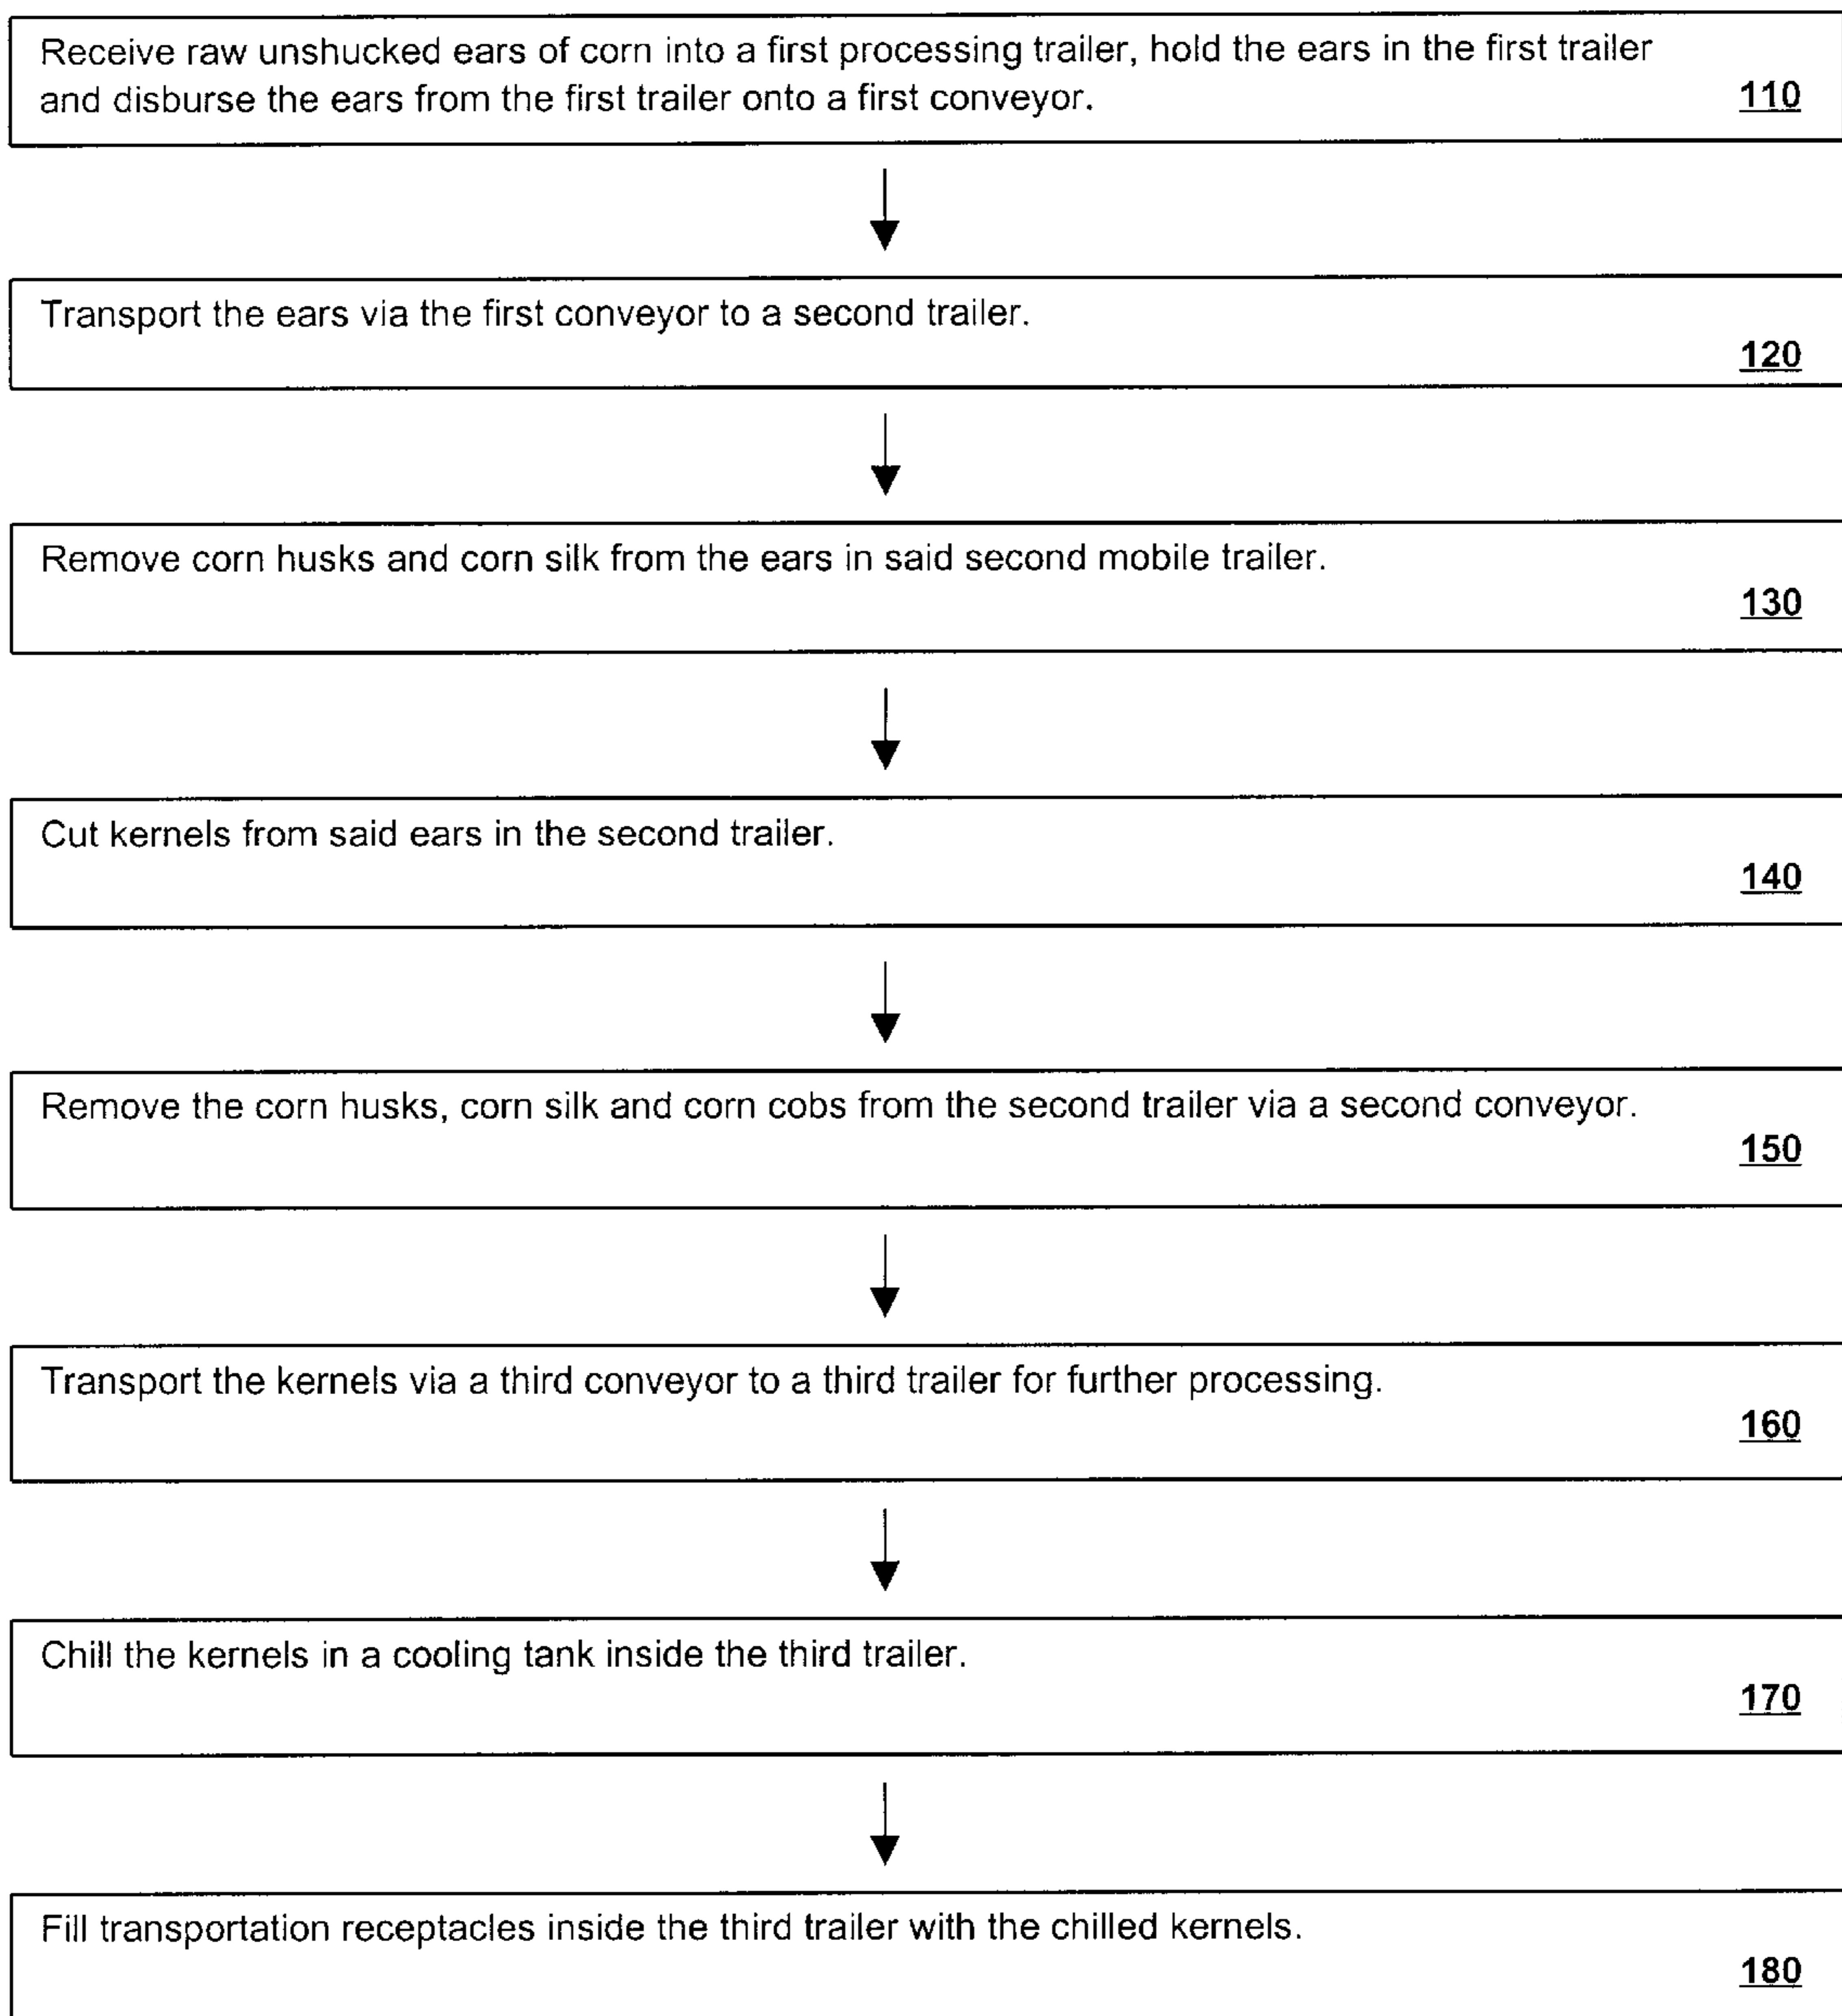 Receive raw unshucked ears of corn into a first processing trailer, hold the ears in the first trailer
and disburse the ears from the first trailer onto a first conveyor.
110
Transport the ears via the first conveyor to a second trailer.
120
Remove corn husks and corn silk from the ears in said second mobile trailer.
130
Cut kernels from said ears in the second trailer.
140
Remove the corn husks, corn silk and corn cobs from the second trailer via a second conveyor.
150
Transport the kernels via a third conveyor to a third trailer for further processing.
160
Chill the kernels in a cooling tank inside the third trailer.
170
Fill transportation receptacles inside the third trailer with the chilled kernels.
180